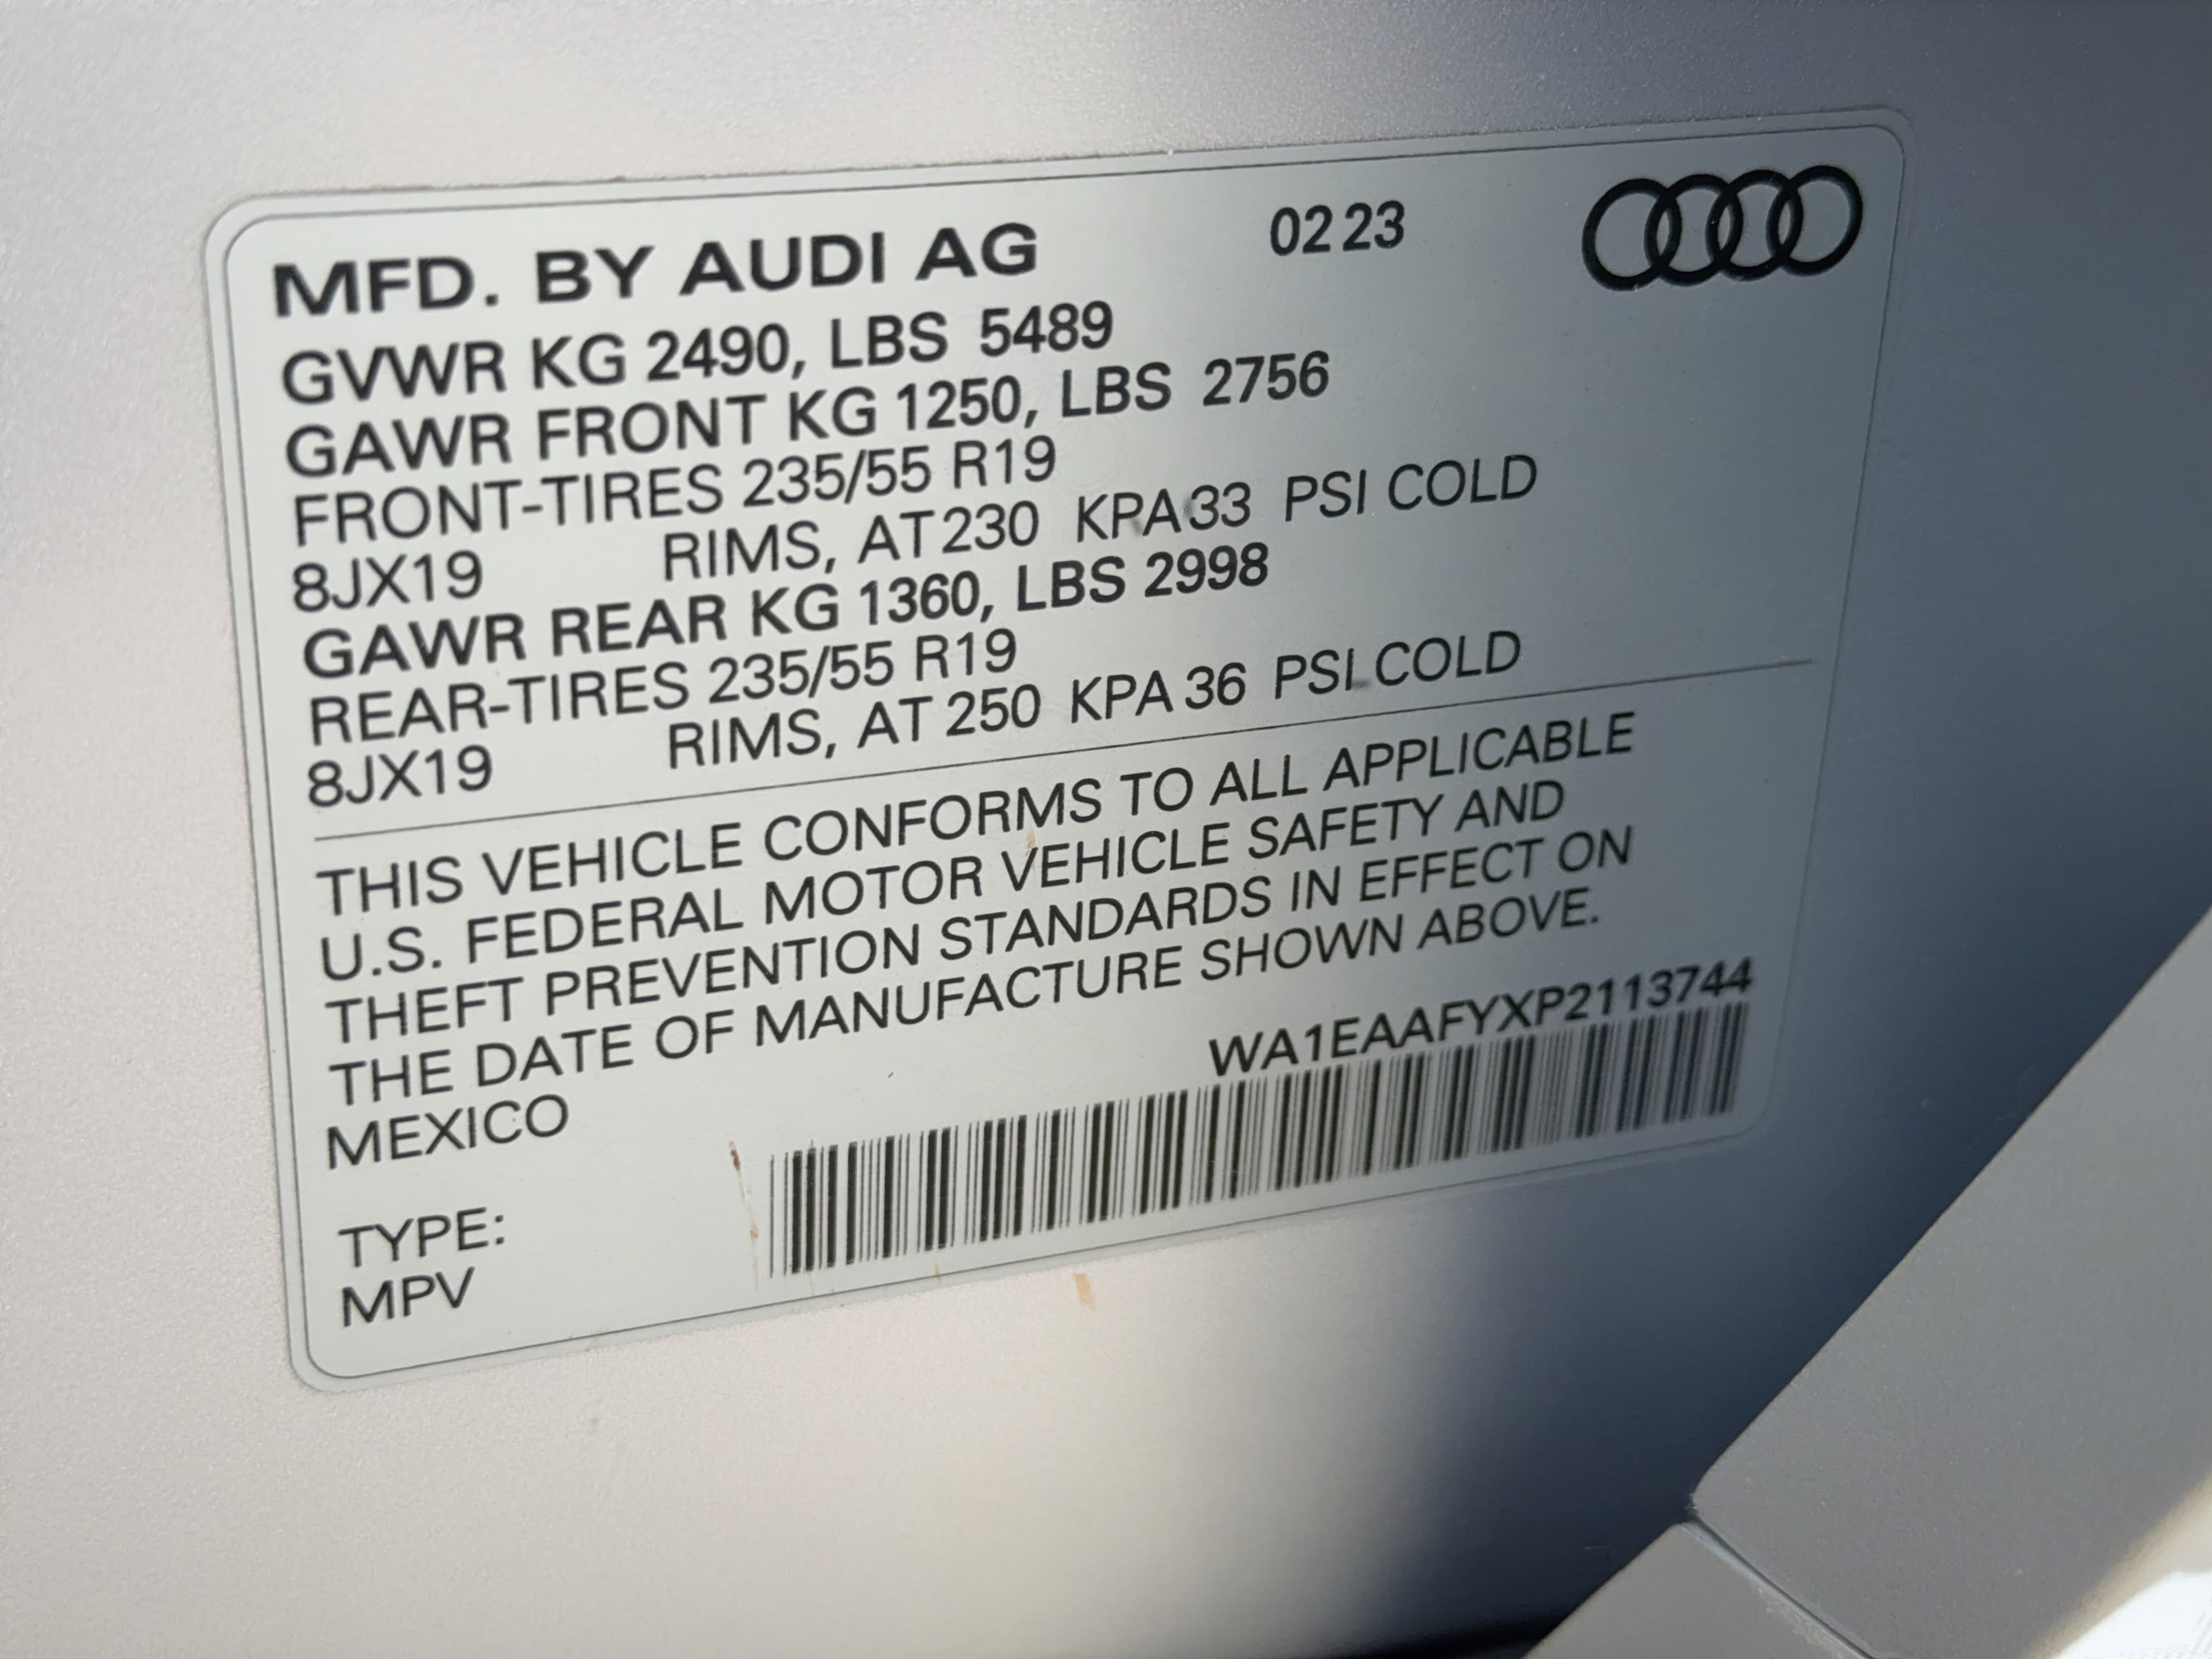 MFD. BY AUDI AG 02 23
GVWR KG 2490, LBS 5489
GAWR FRONT KG 1250, LBS 2756
FRONT-TIRES 235/55 R19
8JX19 RIMS, AT 230 KPA 33 PSI COLD
GAWR REAR KG 1360, LBS 2998
REAR-TIRES 235/55 R19
8JX19 RIMS, AT 250 KPA 36 PSI COLD
THIS VEHICLE CONFORMS TO ALL APPLICABLE
U.S. FEDERAL MOTOR VEHICLE SAFETY AND
THEFT PREVENTION STANDARDS IN EFFECT ON
THE DATE OF MANUFACTURE SHOWN ABOVE.
MEXICO WA1EAAFYXP2113744
TYPE:
MPV